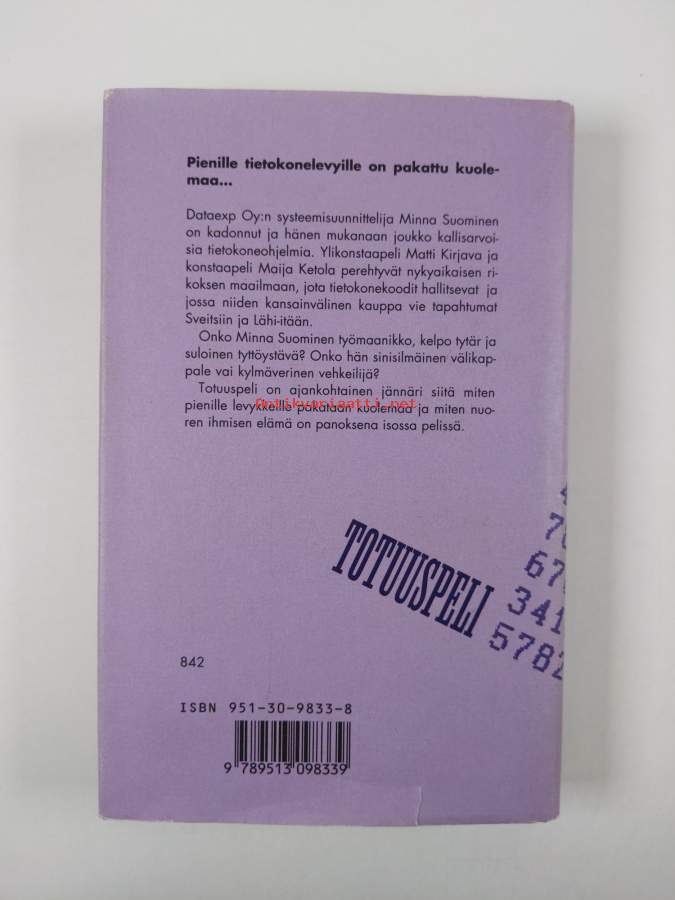 Pienille tietokonelevyille on pakattu kuole-
maa...
Dataexp Oy:n systeemisuunnittelija Minna Suominen
on kadonnut ja hänen mukanaan joukko kallisarvoi-
sia tietokoneohjelmia. Ylikonstaapeli Matti Kirjava ja
konstaapeli Maija Ketola perehtyvät nykyaikaisen ri-
koksen maailmaan, jota tietokonekoodit hallitsevat ja
jossa niiden kansainvälinen kauppa vie tapahtumat
Sveitsiin ja Lähi-itään.
Onko Minna Suominen työmaanikko, kelpo tytär ja
suloinen tyttöystävä? Onko hän sinisilmäinen välikap-
pale vai kylmäverinen vehkeilijä?
Totuuspeli on ajankohtainen jännäri siitä miten
pienille levykkeille pakataan kuolemaa ja miten nuo-
ren ihmisen elämä on panoksena isossa pelissä.
Antikvariaatti.net
TOTUUSPELI
4
70
67
341
5782
842
ISBN 951-30-9833-8
9 789513 098339